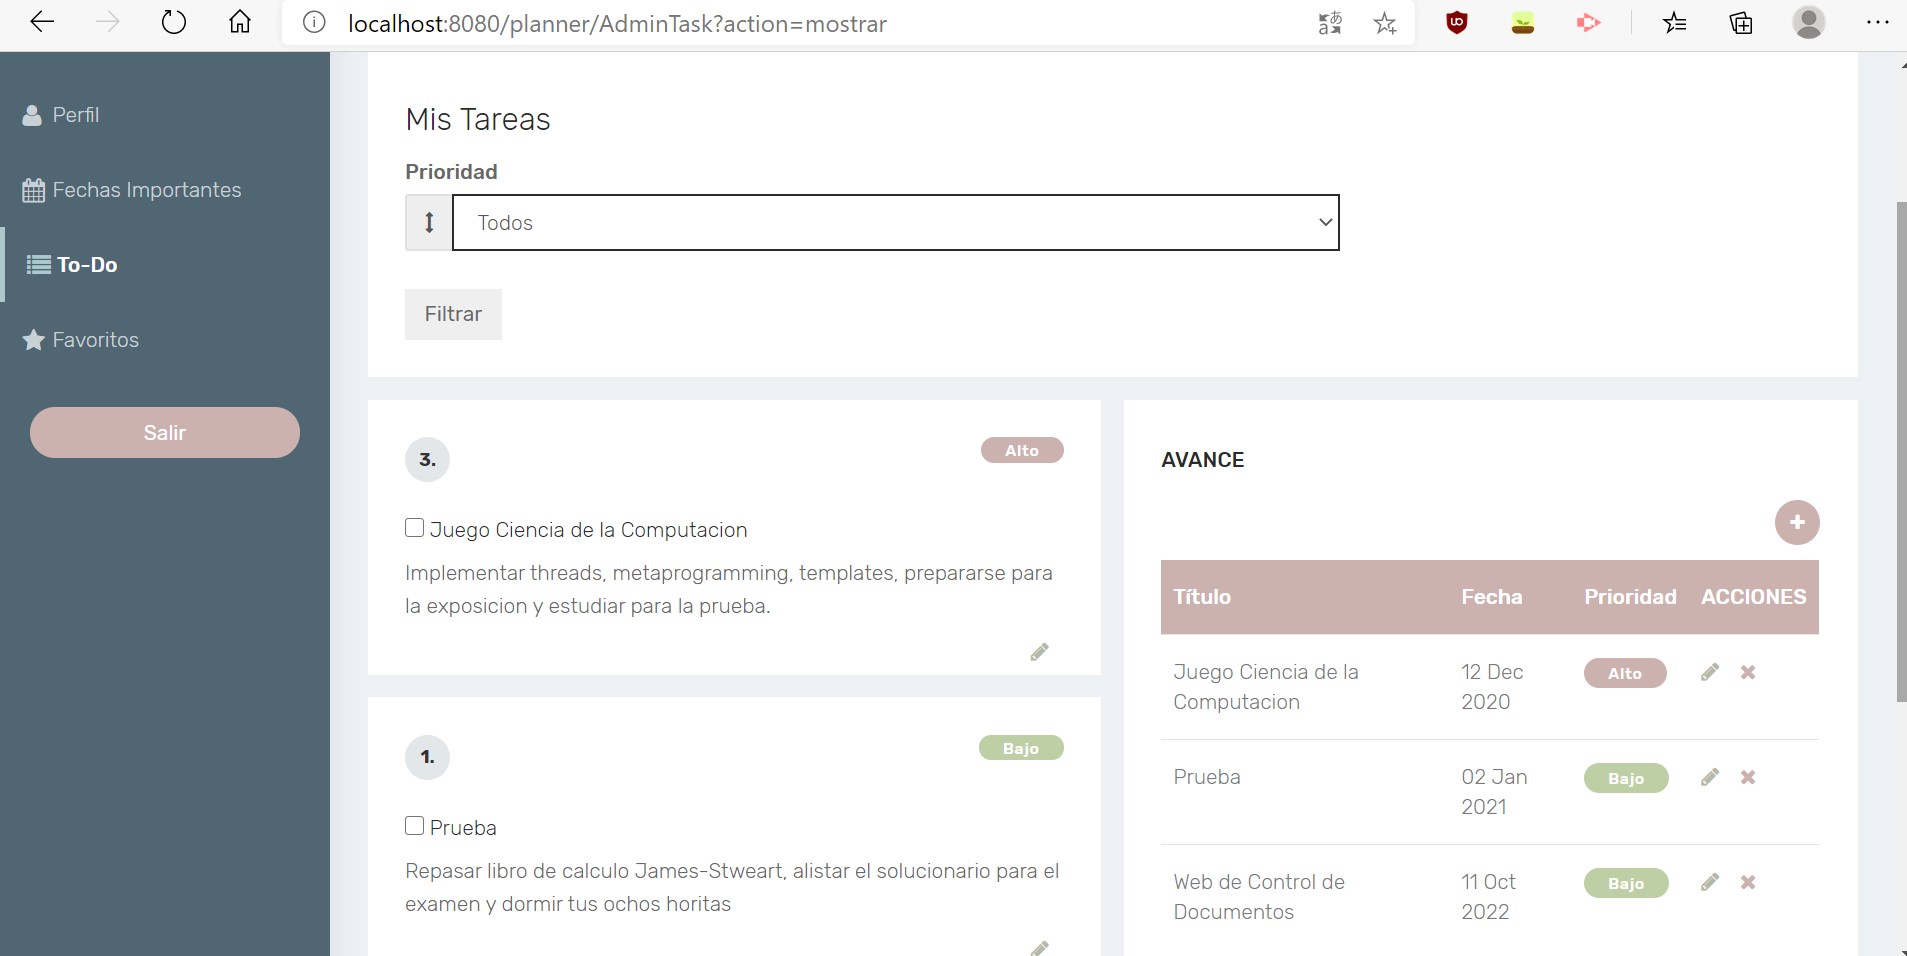 localhost:8080/planner/AdminTask?action=mostrar
Perfil
Fechas Importantes
To-Do
Favoritos
Salir
Mis Tareas
Prioridad
Todos
Filtrar
3.
Alto
Juego Ciencia de la Computacion
Implementar threads, metaprogramming, templates, prepararse para
la exposicion y estudiar para la prueba.
1.
Bajo
Prueba
Repasar libro de calculo James-Stweart, alistar el solucionario para el
examen y dormir tus ochos horitas
AVANCE
Título Fecha Prioridad ACCIONES
Juego Ciencia de la 12 Dec Alto
Computacion 2020
Prueba 02 Jan Bajo
2021
Web de Control de 11 Oct Bajo
Documentos 2022